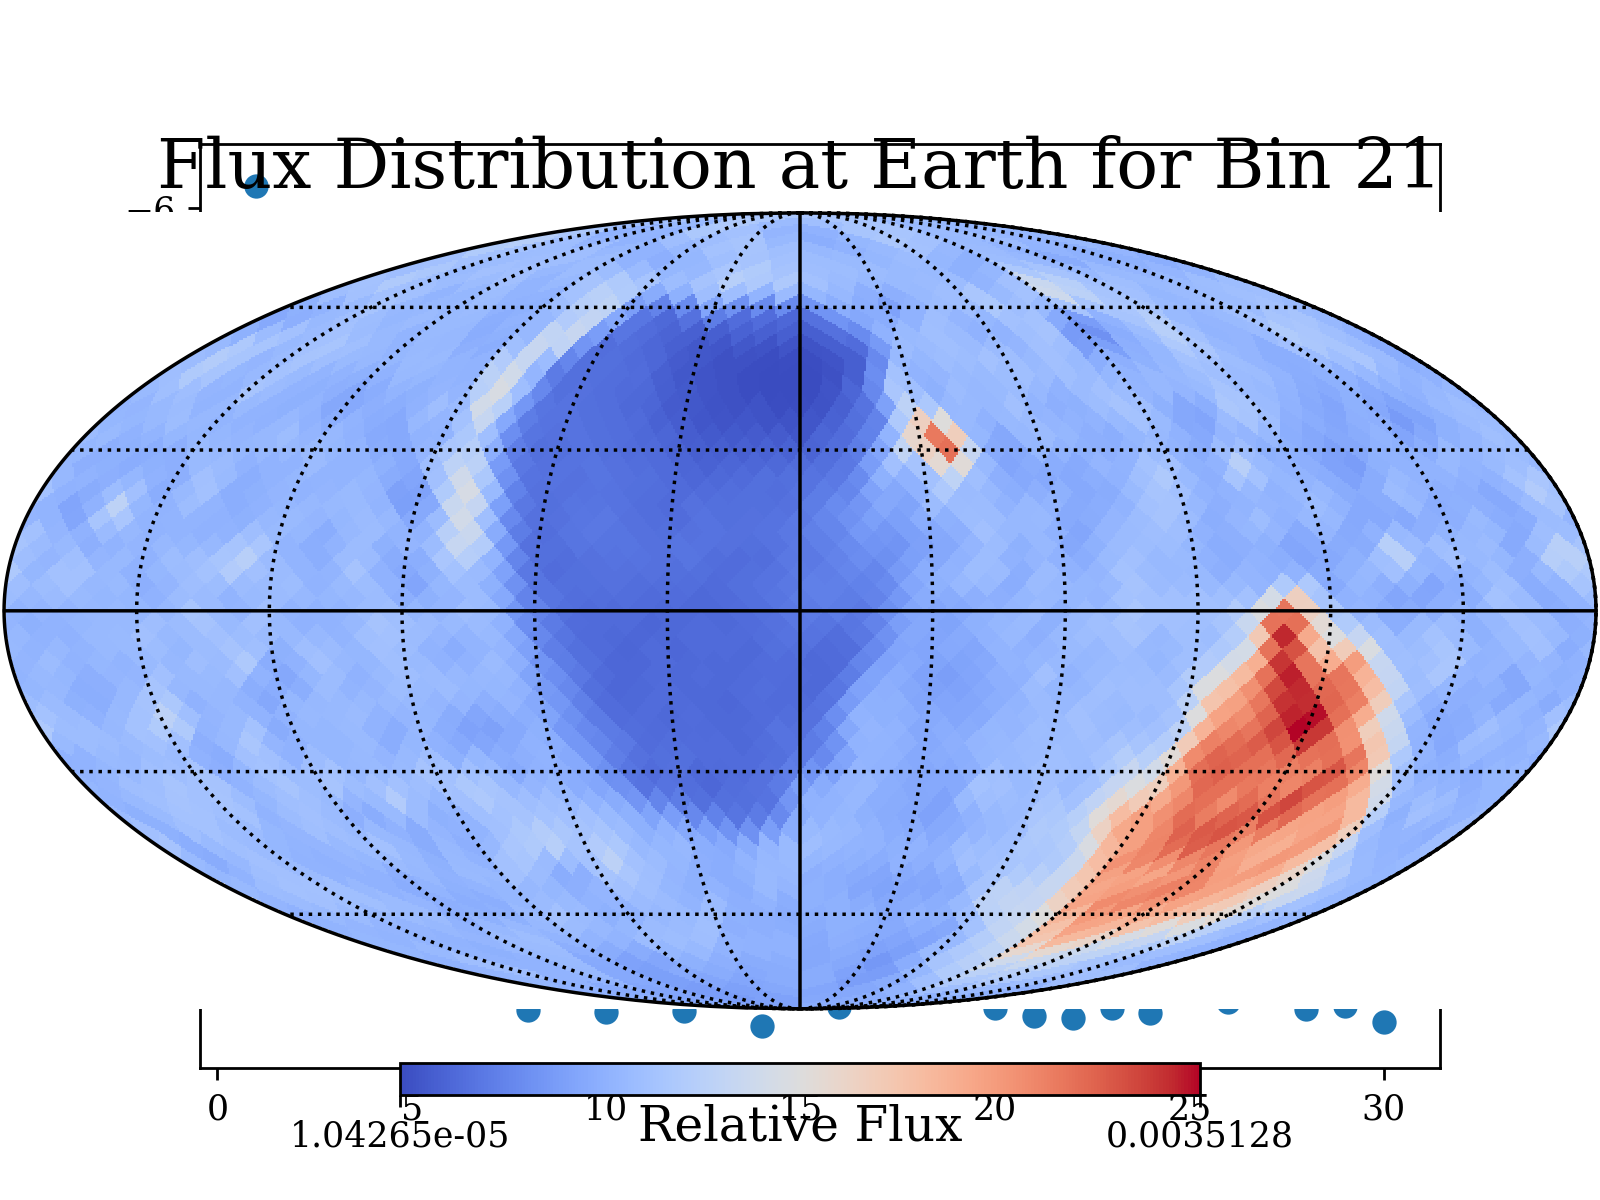 Flux Distribution at Earth for Bin 21
−6
0 5 10 15 20 25 30
1.04265e-05 Relative Flux 0.0035128